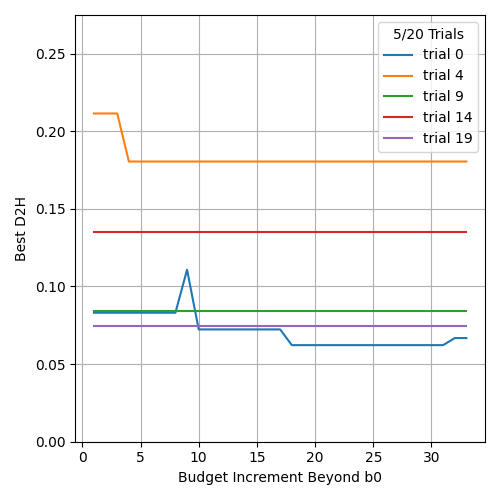 5/20 Trials
trial 0
trial 4
trial 9
trial 14
trial 19
0.25
0.20
0.15
0.10
0.05
0.00
Best D2H
0 5 10 15 20 25 30
Budget Increment Beyond b0